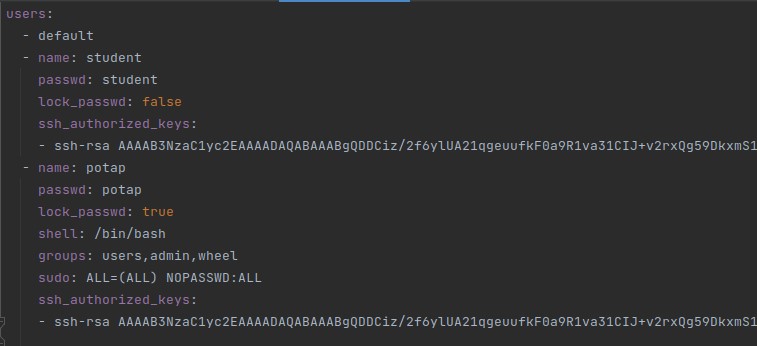 users:
  - default
  - name: student
    passwd: student
    lock_passwd: false
    ssh_authorized_keys:
    - ssh-rsa AAAAB3NzaC1yc2EAAAADAQABAAABgQDDCiz/2f6ylUA21qgeuufkF0a9R1va31CIJ+v2rxQg59DkxmS1
  - name: potap
    passwd: potap
    lock_passwd: true
    shell: /bin/bash
    groups: users,admin,wheel
    sudo: ALL=(ALL) NOPASSWD:ALL
    ssh_authorized_keys:
    - ssh-rsa AAAAB3NzaC1yc2EAAAADAQABAAABgQDDCiz/2f6ylUA21qgeuufkF0a9R1va31CIJ+v2rxQg59DkxmS1